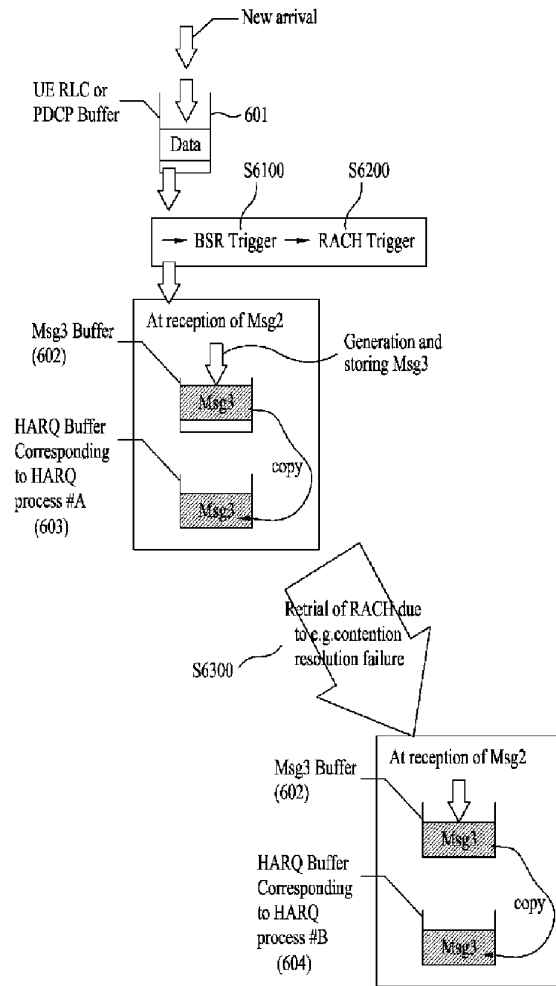 New arrival
UE RLC or
PDCP Buffer
601
Data
S6100
S6200
BSR Trigger
RACH Trigger
At reception of Msg2
Msg3 Buffer
(602)
Generation and
storing Msg3
Msg3
HARQ Buffer
Corresponding
to HARQ
process #A
(603)
copy
Msg3
Retrial of RACH due
to e.g.contention
resolution failure
S6300
At reception of Msg2
Msg3 Buffer
(602)
Msg3
HARQ Buffer
Corresponding
to HARQ
process #B
(604)
copy
Msg3